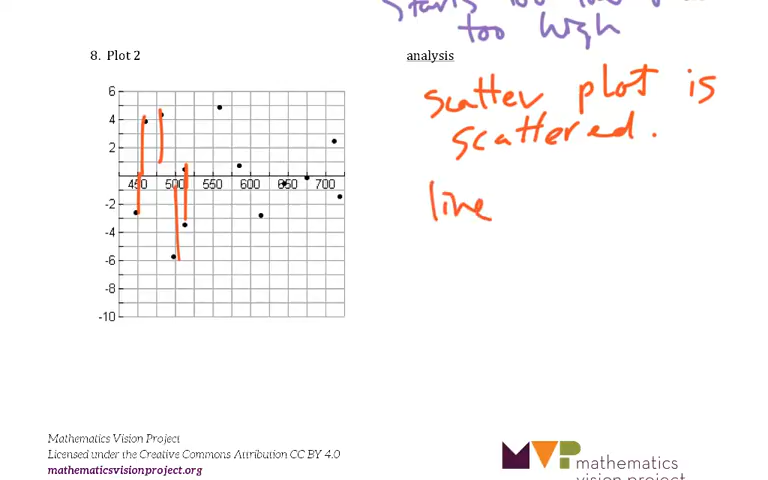 too high
8. Plot 2
analysis
scatter plot is
scattered.
line
6
4
2
450 500 550 600 650 700
-2
-4
-6
-8
-10
Mathematics Vision Project
Licensed under the Creative Commons Attribution CC BY 4.0
mathematicsvisionproject.org
MVP
mathematics
vision project